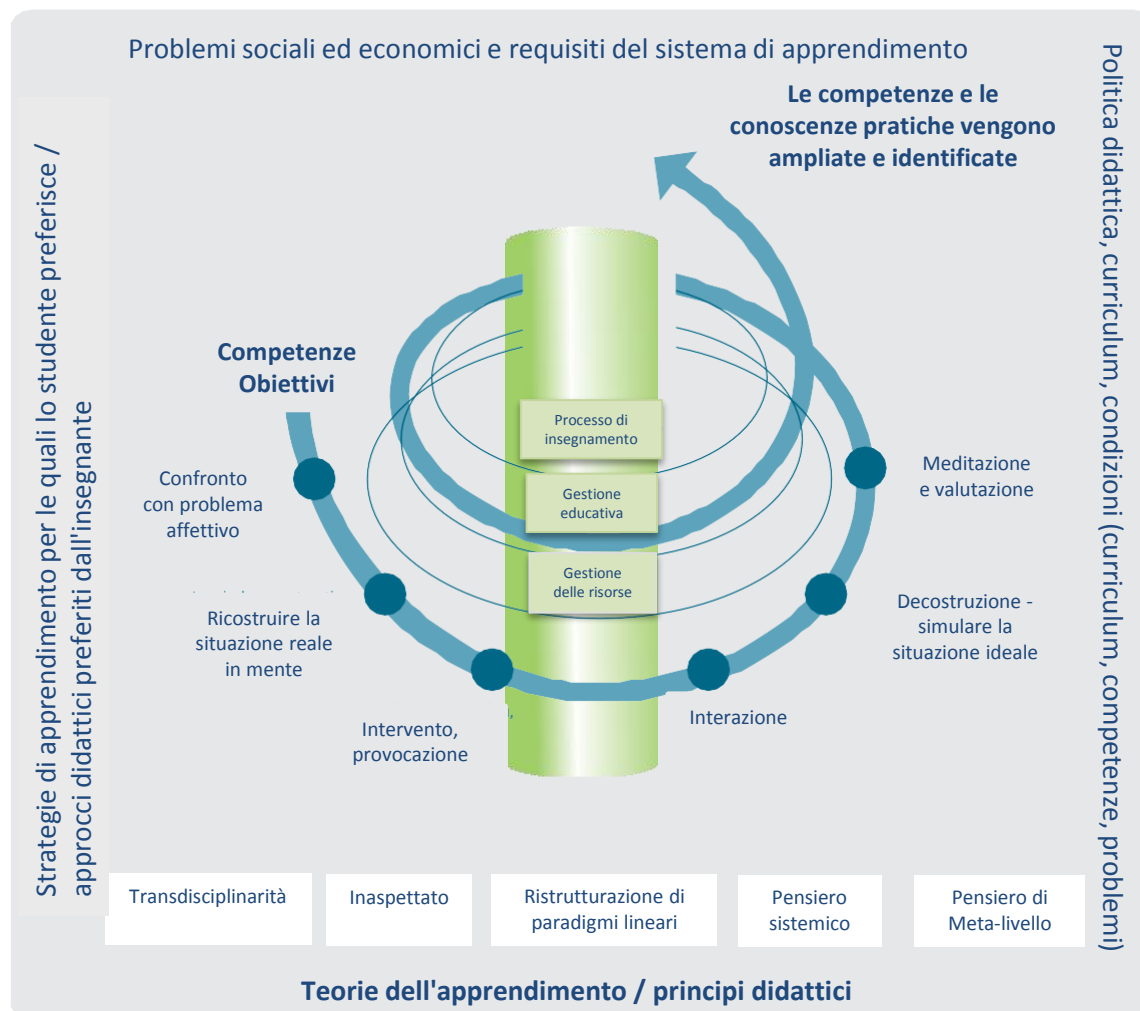 Problemi sociali ed economici e requisiti del sistema di apprendimento
Le competenze e le
conoscenze pratiche vengono
ampliate e identificate
Strategie di apprendimento per le quali lo studente preferisce /
approcci didattici preferiti dall'insegnante
Politica didattica, curriculum, condizioni (curriculum, competenze, problemi)
Competenze
Obiettivi
Confronto
con problema
affettivo
Ricostruire la
situazione reale
in mente
Intervento,
provocazione
Interazione
Decostruzione -
simulare la
situazione ideale
Meditazione
e valutazione
Processo di
insegnamento
Gestione
educativa
Gestione
delle risorse
Transdisciplinarità
Inaspettato
Ristrutturazione di
paradigmi lineari
Pensiero
sistemico
Pensiero di
Meta-livello
Teorie dell'apprendimento / principi didattici